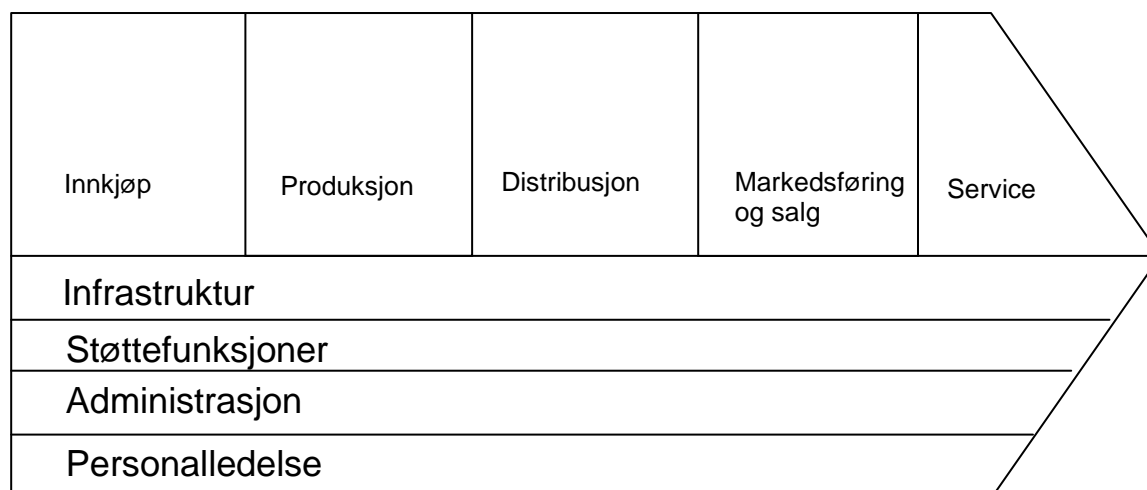 Innkjøp
Produksjon
Distribusjon
Markedsføring
og salg
Service
Infrastruktur
Støttefunksjoner
Administrasjon
Personalledelse